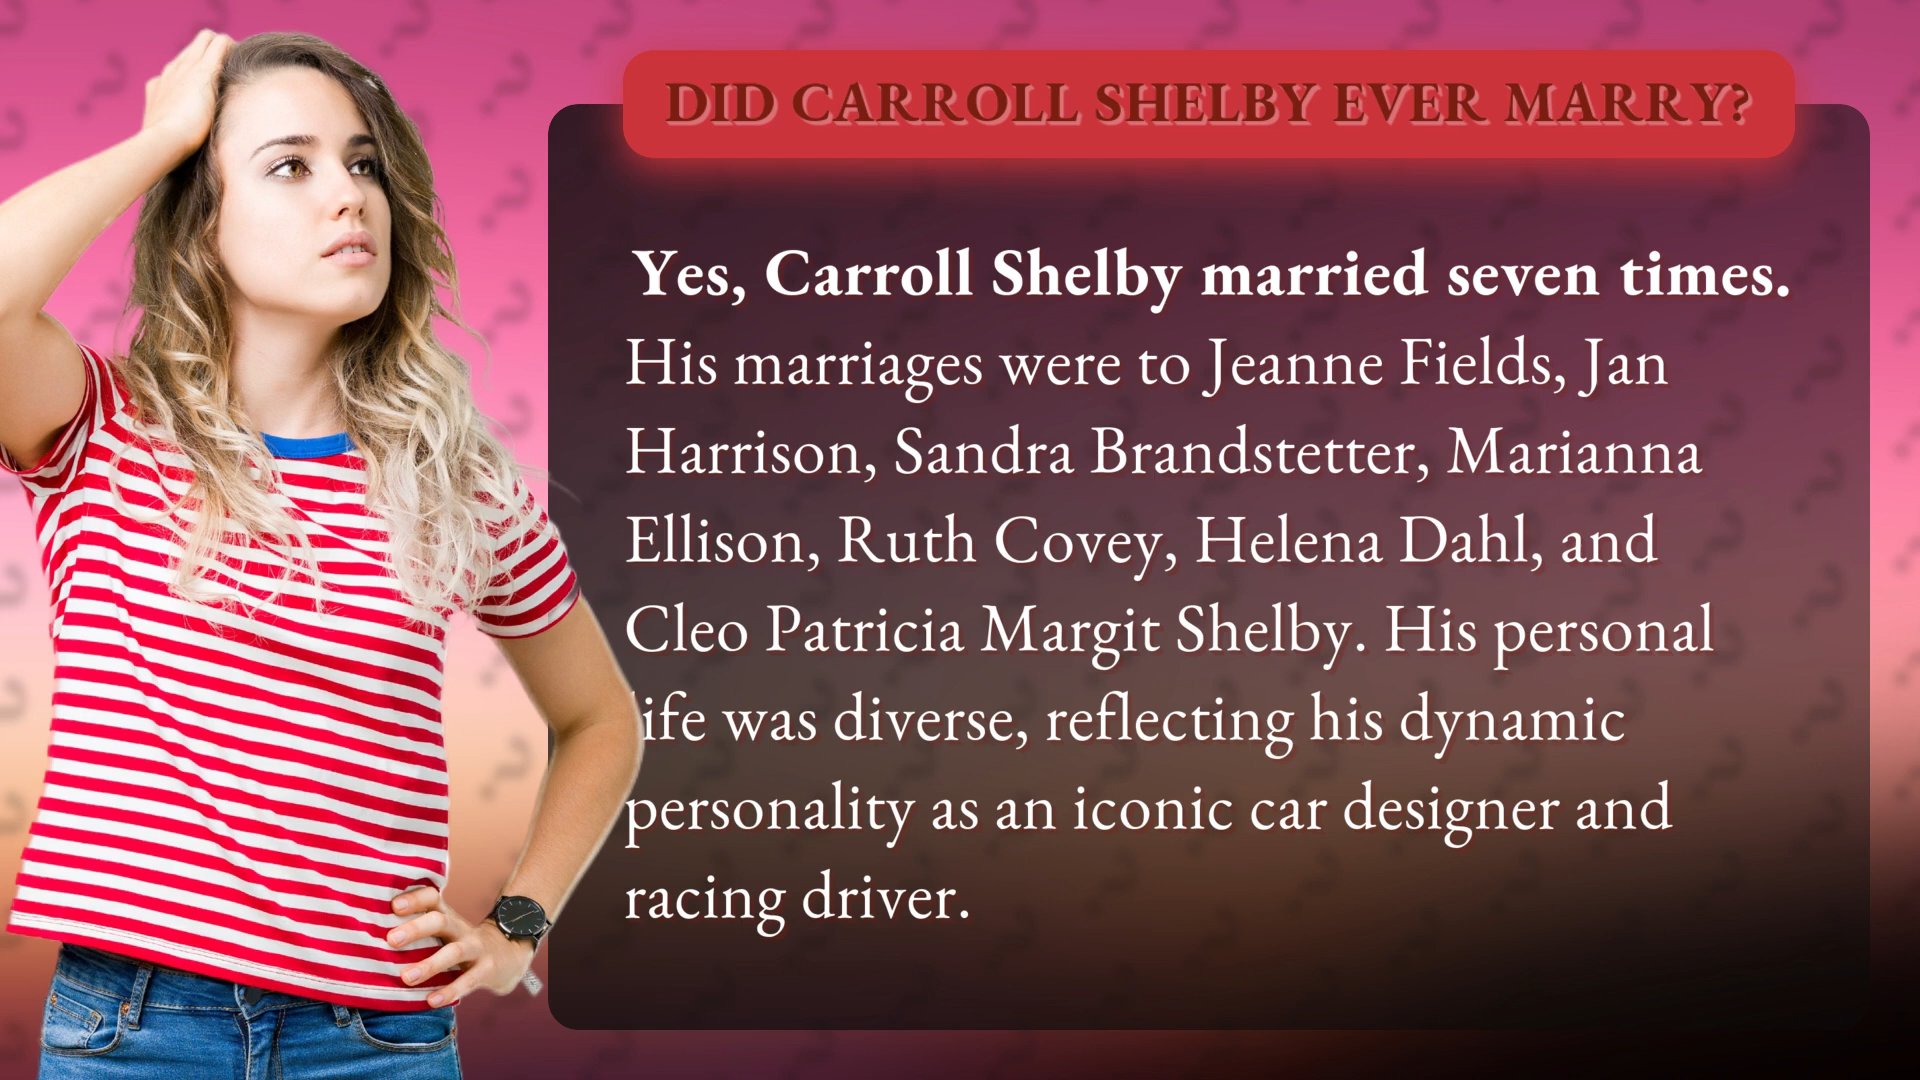 DID CARROLL SHELBY EVER MARRY?
Yes, Carroll Shelby married seven times.
His marriages were to Jeanne Fields, Jan
Harrison, Sandra Brandstetter, Marianna
Ellison, Ruth Covey, Helena Dahl, and
Cleo Patricia Margit Shelby. His personal
life was diverse, reflecting his dynamic
personality as an iconic car designer and
racing driver.